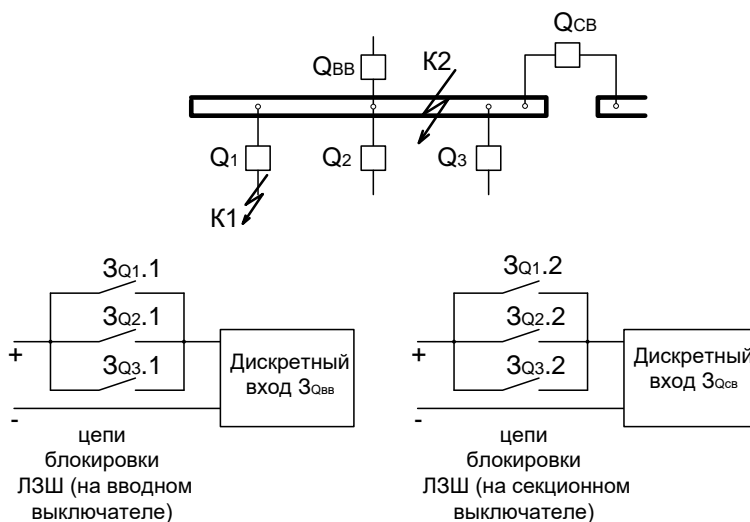 QВВ
К2
QСВ
Q1
Q2
Q3
К1
ЗQ1.1
ЗQ2.1
ЗQ3.1
+
-
Дискретный
вход ЗQвв
цепи
блокировки
ЛЗШ (на вводном
выключателе)
ЗQ1.2
ЗQ2.2
ЗQ3.2
+
-
Дискретный
вход ЗQсв
цепи
блокировки
ЛЗШ (на секционном
выключателе)